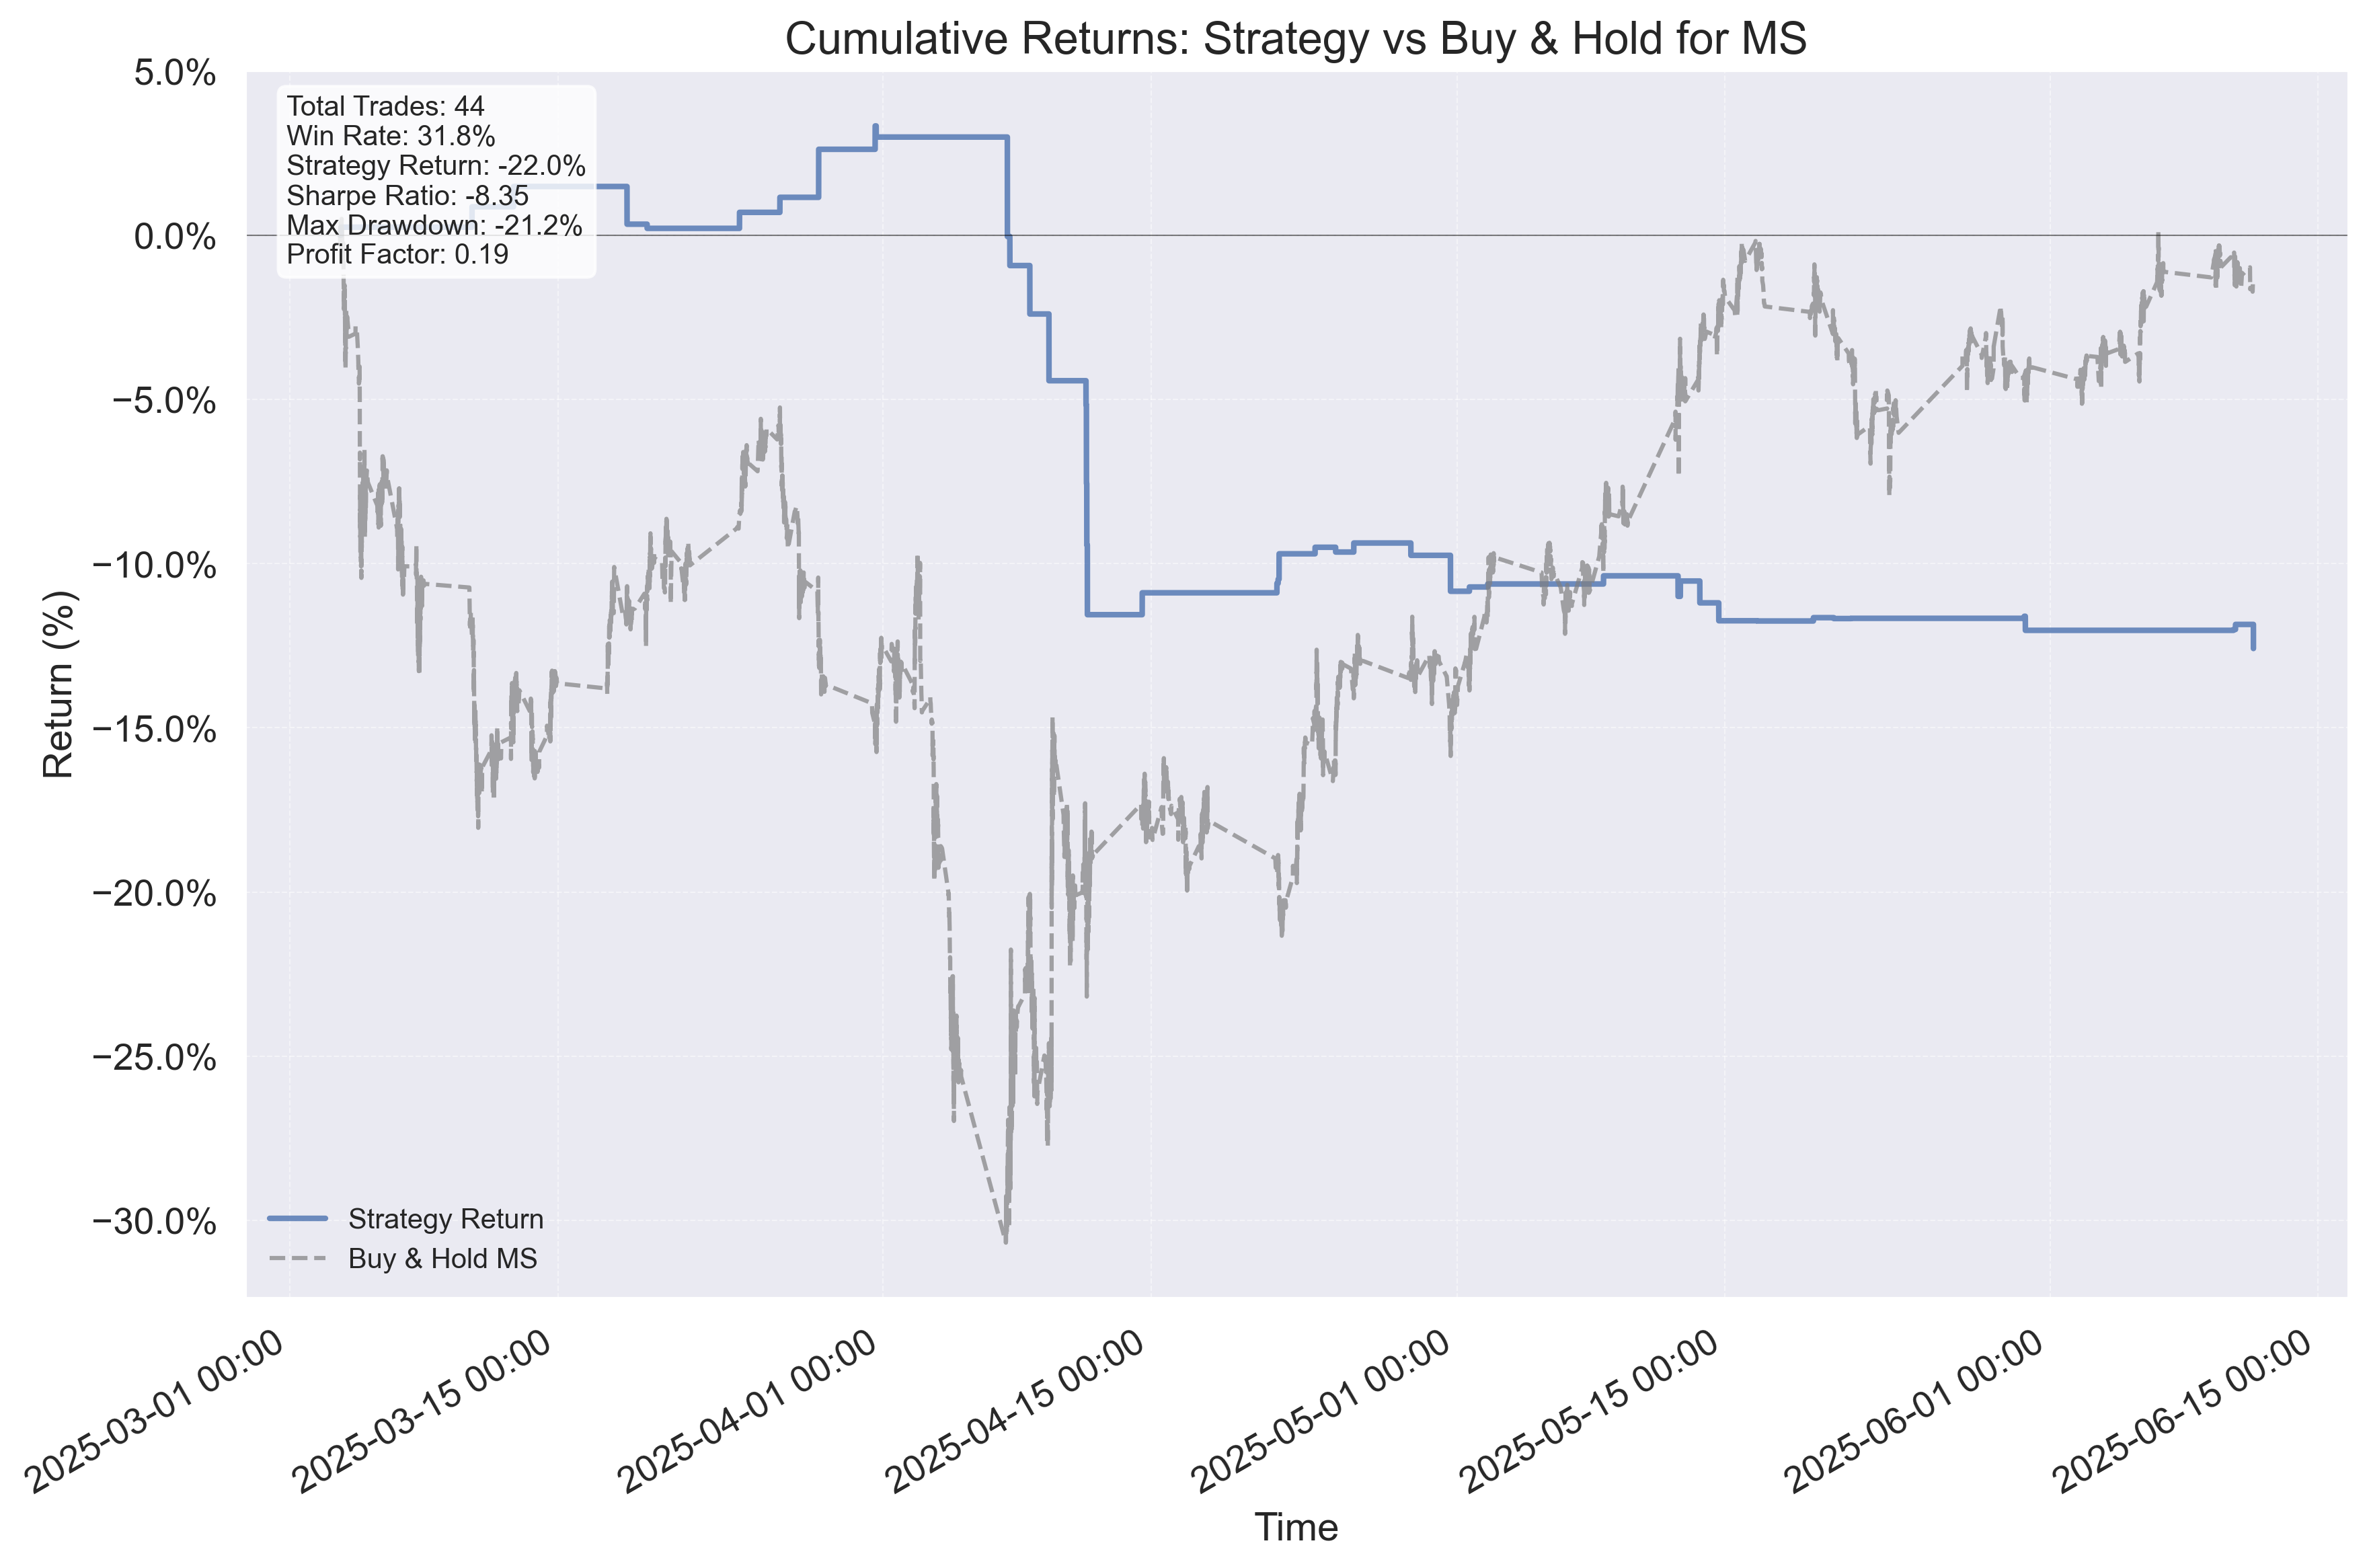 Cumulative Returns: Strategy vs Buy & Hold for MS
5.0%
0.0%
−5.0%
−10.0%
−15.0%
−20.0%
−25.0%
−30.0%
Return (%)
Total Trades: 44
Win Rate: 31.8%
Strategy Return: -22.0%
Sharpe Ratio: -8.35
Max Drawdown: -21.2%
Profit Factor: 0.19
Strategy Return
Buy & Hold MS
2025-03-01 00:00
2025-03-15 00:00
2025-04-01 00:00
2025-04-15 00:00
2025-05-01 00:00
2025-05-15 00:00
2025-06-01 00:00
2025-06-15 00:00
Time